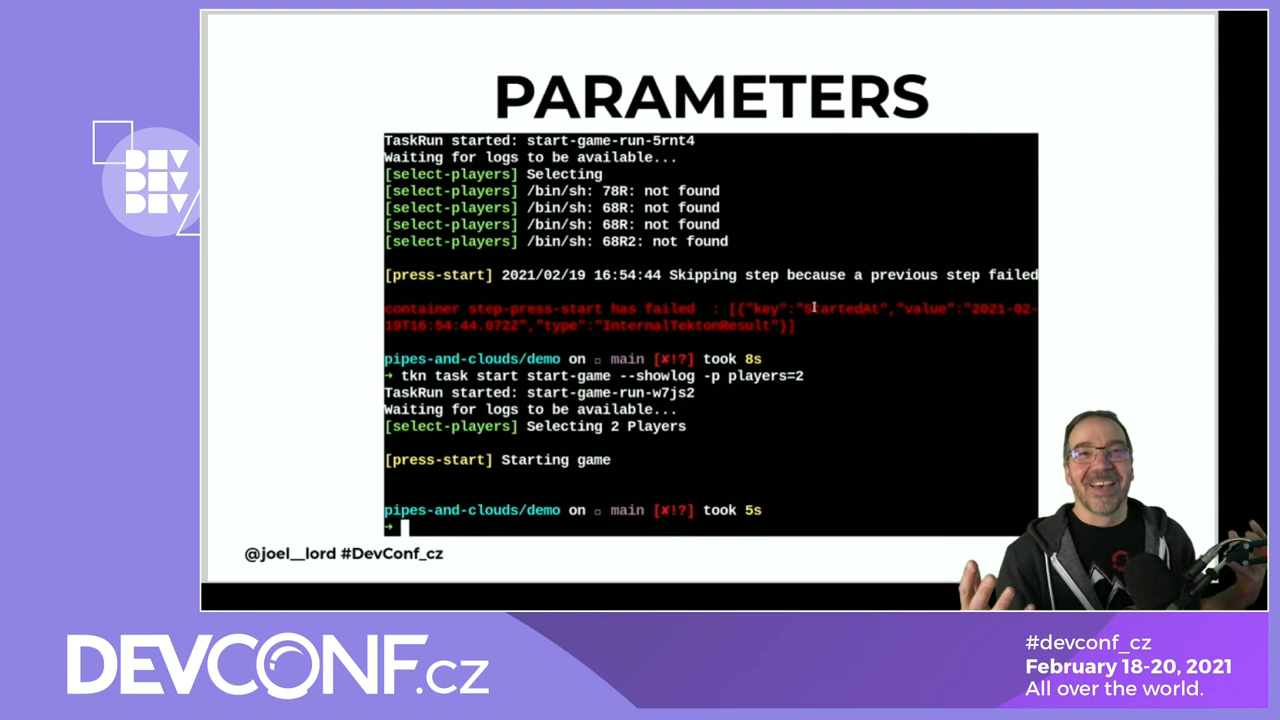 DEV
DEV
DEV
PARAMETERS
TaskRun started: start-game-run-5rnt4
Waiting for logs to be available...
[select-players] Selecting
[select-players] /bin/sh: 78R: not found
[select-players] /bin/sh: 68R: not found
[select-players] /bin/sh: 68R: not found
[select-players] /bin/sh: 68R2: not found
[press-start] 2021/02/19 16:54:44 Skipping step because a previous step failed
container step-press-start has failed  : [{"key":"StartedAt","value":"2021-02-
19T16:54:44.072Z","type":"InternalTektonResult"}]
pipes-and-clouds/demo on □ main [✘!?] took 8s
➜ tkn task start start-game --showlog -p players=2
TaskRun started: start-game-run-w7js2
Waiting for logs to be available...
[select-players] Selecting 2 Players
[press-start] Starting game
pipes-and-clouds/demo on □ main [✘!?] took 5s
➜
@joel__lord #DevConf_cz
DEVCONF.cz
#devconf_cz
February 18-20, 2021
All over the world.